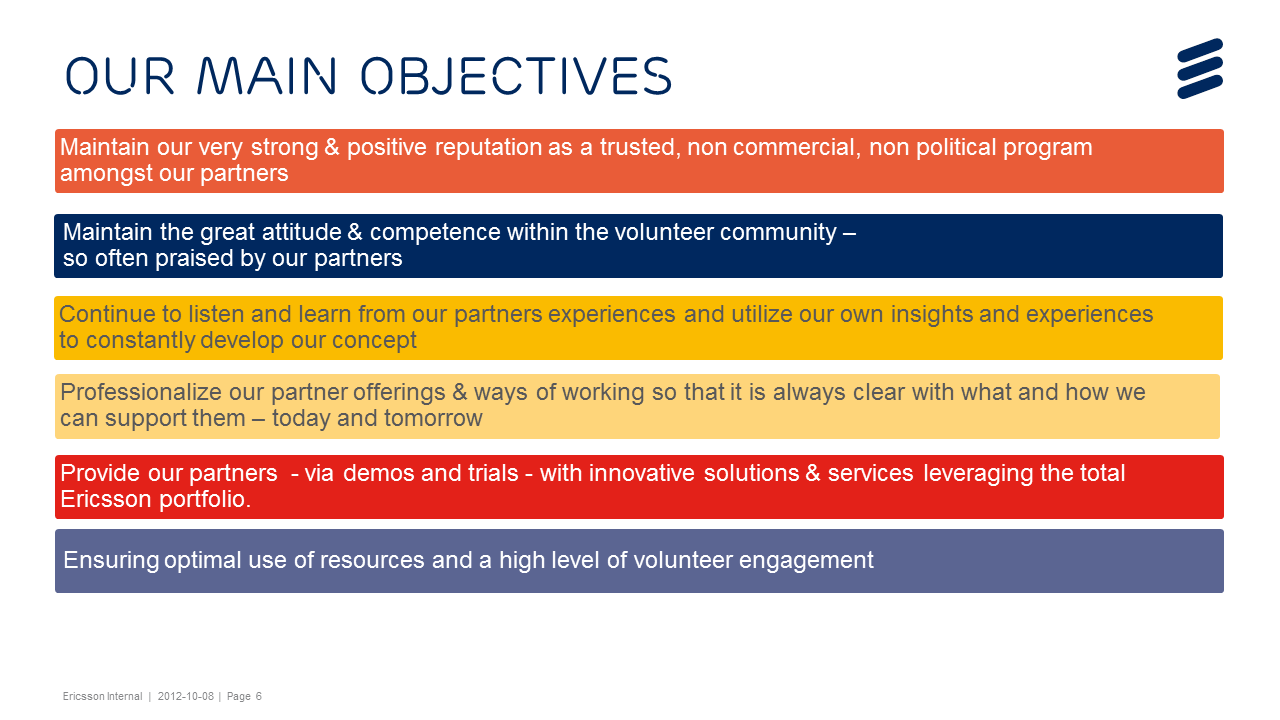 OUR MAIN OBJECTIVES
Maintain our very strong & positive reputation as a trusted, non commercial, non political program
amongst our partners
Maintain the great attitude & competence within the volunteer community –
so often praised by our partners
Continue to listen and learn from our partners experiences and utilize our own insights and experiences
to constantly develop our concept
Professionalize our partner offerings & ways of working so that it is always clear with what and how we
can support them – today and tomorrow
Provide our partners - via demos and trials - with innovative solutions & services leveraging the total
Ericsson portfolio.
Ensuring optimal use of resources and a high level of volunteer engagement
Ericsson Internal | 2012-10-08 | Page 6